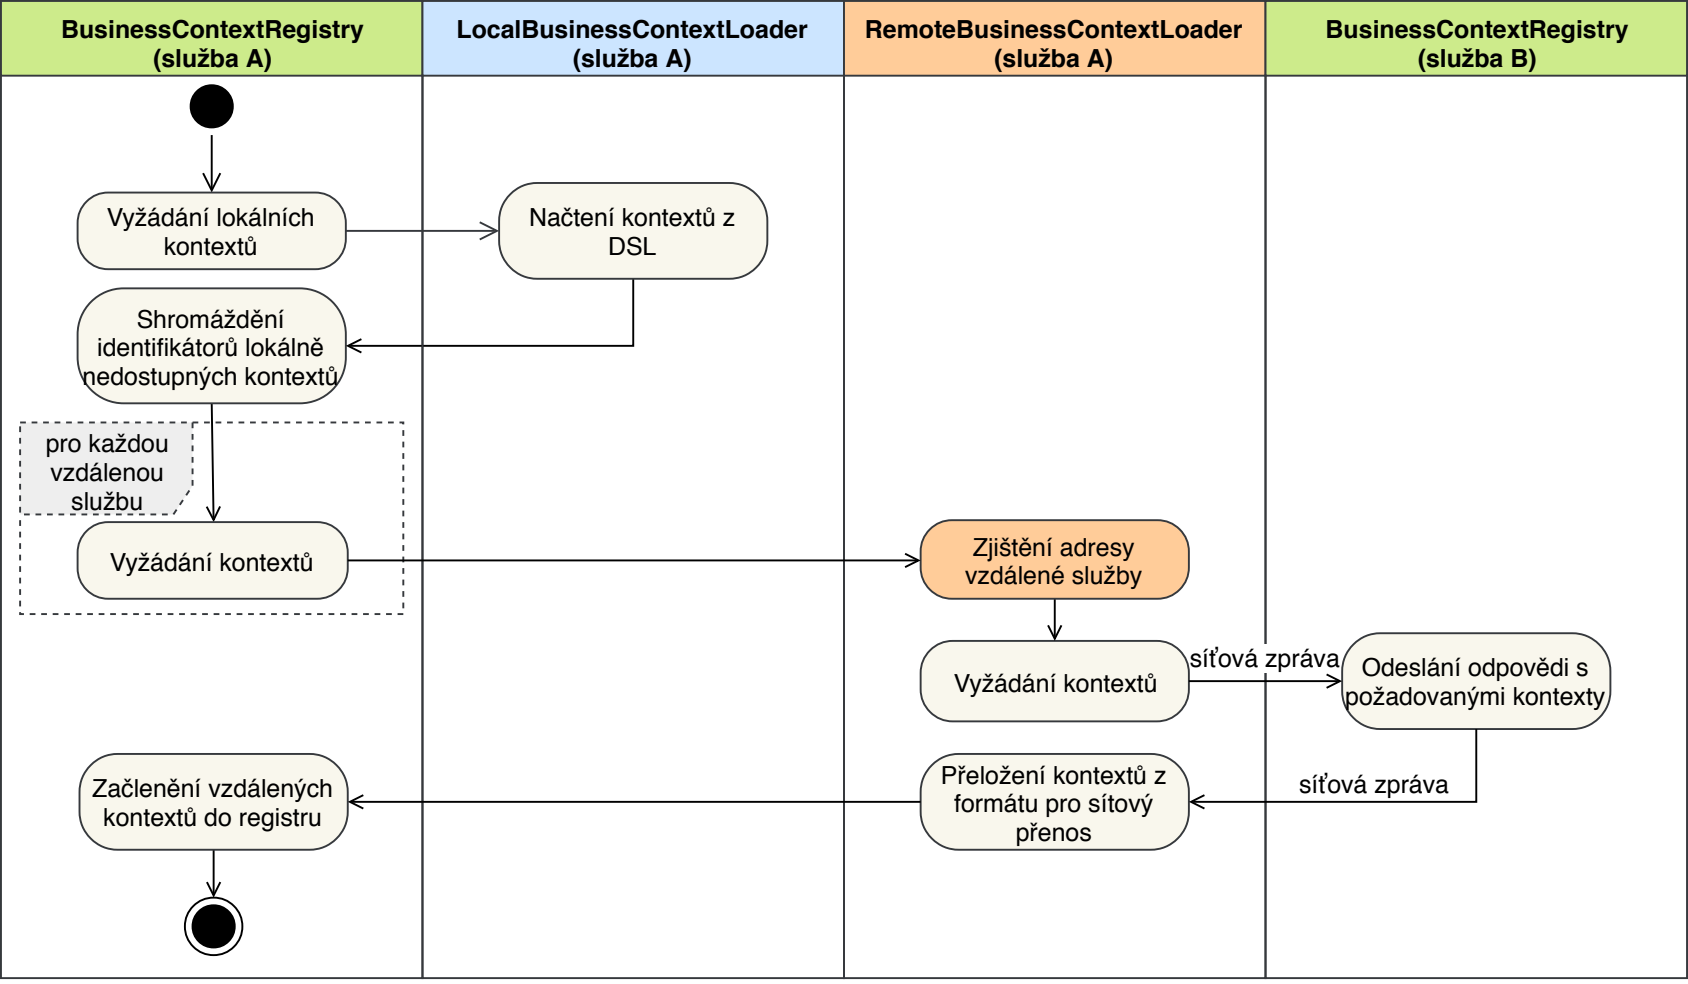 BusinessContextRegistry
(služba A)
LocalBusinessContextLoader
(služba A)
RemoteBusinessContextLoader
(služba A)
BusinessContextRegistry
(služba B)
Vyžádání lokálních
kontextů
Načtení kontextů z
DSL
Shromáždění
identifikátorů lokálně
nedostupných kontextů
pro každou
vzdálenou
službu
Vyžádání kontextů
Zjištění adresy
vzdálené služby
Vyžádání kontextů
síťová zpráva
Odeslání odpovědi s
požadovanými kontexty
síťová zpráva
Přeložení kontextů z
formátu pro sítový
přenos
Začlenění vzdálených
kontextů do registru